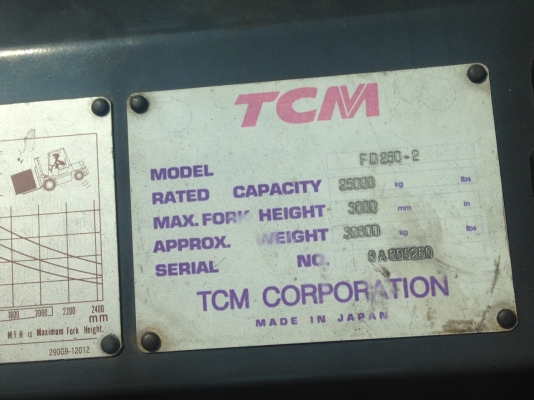 TCM
MODEL FD250-2
RATED CAPACITY 25000 kg lbs
MAX. FORK HEIGHT 3000 mm in
APPROX. WEIGHT kg lbs
SERIAL NO.
TCM CORPORATION
MADE IN JAPAN
1800 2000 2200 2400
mm
M.F.H is Maximum Fork Height.
290G9-12012